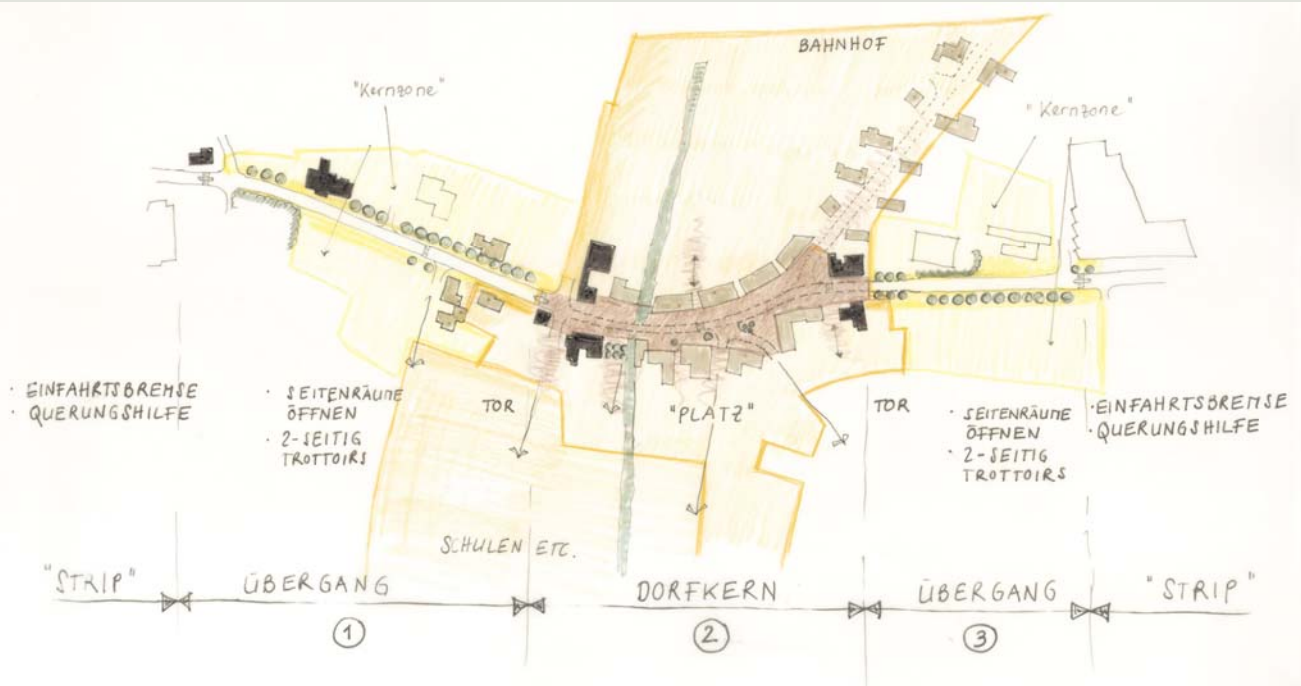 BAHNHOF
"Kernzone"
"Kernzone"
· EINFAHRTSBREMSE
· QUERUNGSHILFE
· SEITENRÄUME
ÖFFNEN
· 2-SEITIG
TROTTOIRS
TOR
"PLATZ"
TOR
· SEITENRÄUME
ÖFFNEN
· 2-SEITIG
TROTTOIRS
· EINFAHRTSBREMSE
· QUERUNGSHILFE
SCHULEN ETC.
"STRIP"
ÜBERGANG
DORFKERN
ÜBERGANG
"STRIP"
1
2
3